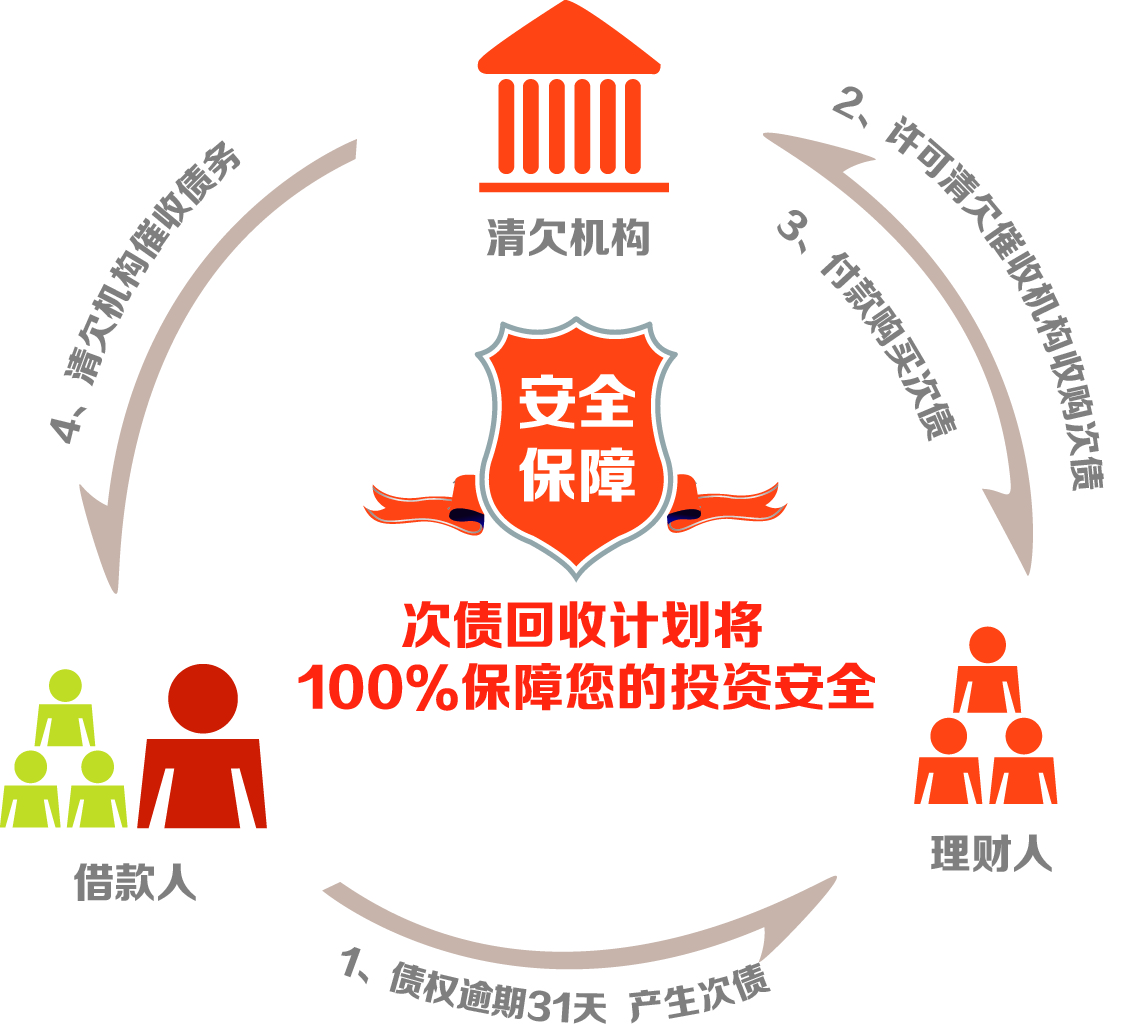 清欠机构
2、许可清欠催收机构收购次债
3、付款购买次债
4、清欠机构催收债务
安全
保障
次债回收计划将
100%保障您的投资安全
借款人
理财人
1、债权逾期31天 产生次债